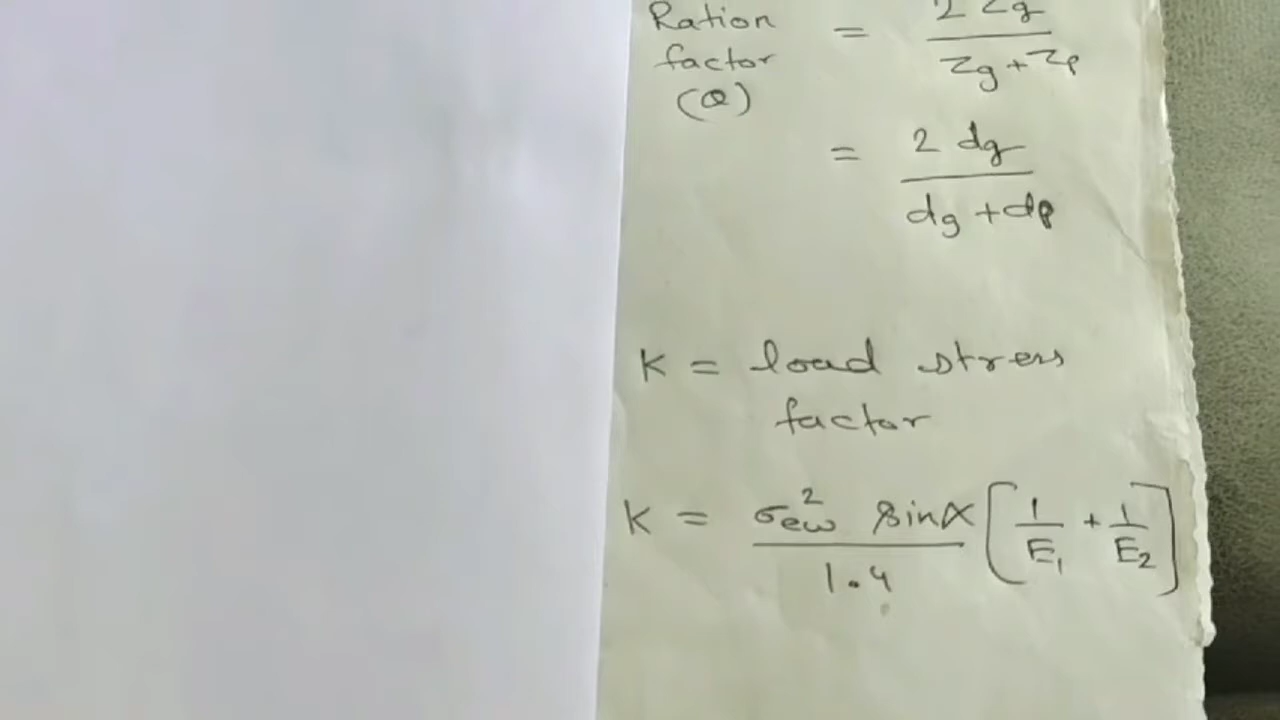 Ration factor (Q) = 2 Zg / Zg + Zp
= 2 dg / dg + dp
K = load stress
factor
K = σew² sinα / 1.4 [ 1/E₁ + 1/E₂ ]